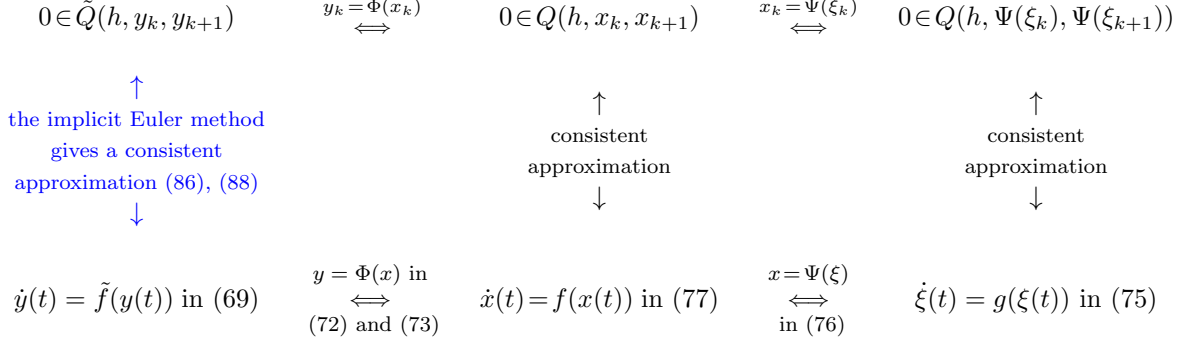 0∈Q̃(h, y_k, y_{k+1}) y_k=Φ(x_k) ⟺ 0∈Q(h, x_k, x_{k+1}) x_k=Ψ(ξ_k) ⟺ 0∈Q(h, Ψ(ξ_k), Ψ(ξ_{k+1}))
↑ ↑ ↑
the implicit Euler method
gives a consistent
approximation (86), (88)
consistent
approximation
consistent
approximation
↓ ↓ ↓
y = Φ(x) in x=Ψ(ξ)
ẏ(t) = f̃(y(t)) in (69) ⟺ ẋ(t)=f(x(t)) in (77) ⟺ ξ̇(t) = g(ξ(t)) in (75)
(72) and (73) in (76)